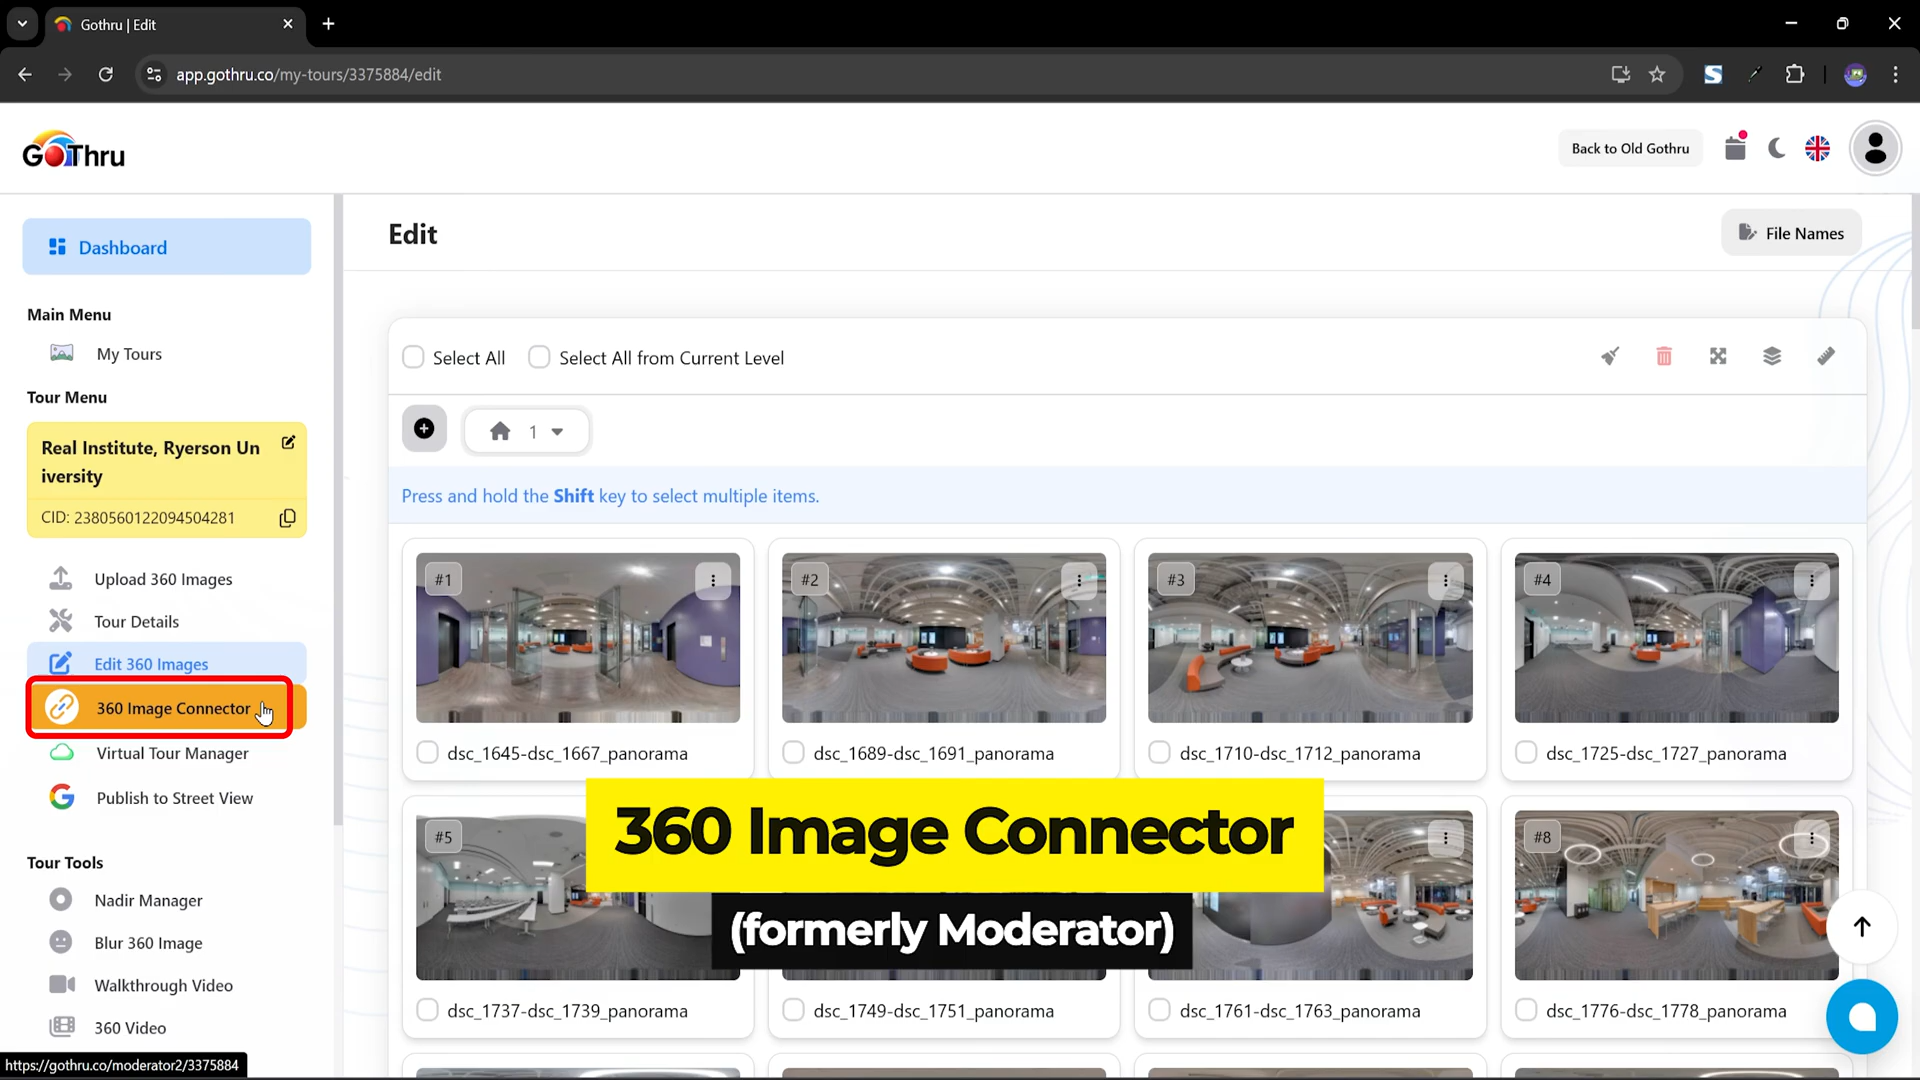 Gothru | Edit
app.gothru.co/my-tours/3375884/edit
GoThru
Back to Old Gothru
Dashboard
Main Menu
My Tours
Tour Menu
Real Institute, Ryerson Un
iversity
CID: 2380560122094504281
Upload 360 Images
Tour Details
Edit 360 Images
360 Image Connector
Virtual Tour Manager
Publish to Street View
Tour Tools
Nadir Manager
Blur 360 Image
Walkthrough Video
360 Video
https://gothru.co/moderator2/3375884
Edit
File Names
Select All
Select All from Current Level
1
Press and hold the Shift key to select multiple items.
#1
#2
#3
#4
dsc_1645-dsc_1667_panorama
dsc_1689-dsc_1691_panorama
dsc_1710-dsc_1712_panorama
dsc_1725-dsc_1727_panorama
#5
#8
360 Image Connector
(formerly Moderator)
dsc_1737-dsc_1739_panorama
dsc_1749-dsc_1751_panorama
dsc_1761-dsc_1763_panorama
dsc_1776-dsc_1778_panorama